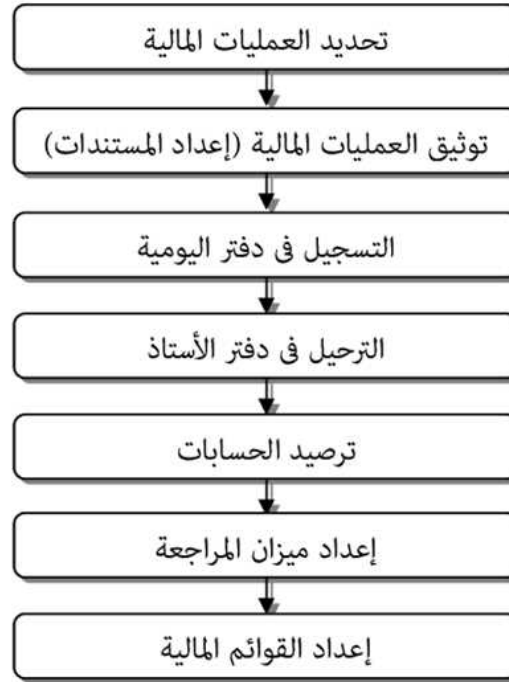 تحديد العمليات المالية
توثيق العمليات المالية (إعداد المستندات)
التسجيل فى دفتر اليومية
الترحيل فى دفتر الأستاذ
ترصيد الحسابات
إعداد ميزان المراجعة
إعداد القوائم المالية